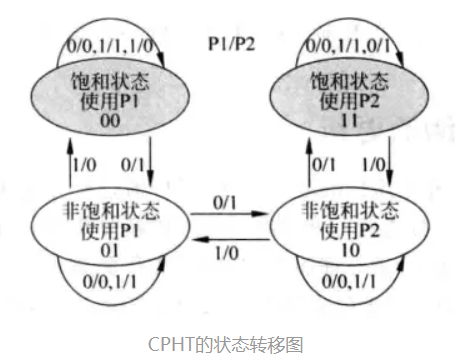 0/0,1/1,1/0
P1/P2
0/0,1/1,0/1
饱和状态
使用P1
00
饱和状态
使用P2
11
1/0
0/1
0/1
1/0
非饱和状态
使用P1
01
0/1
1/0
非饱和状态
使用P2
10
0/0,1/1
0/0,1/1
CPHT的状态转移图